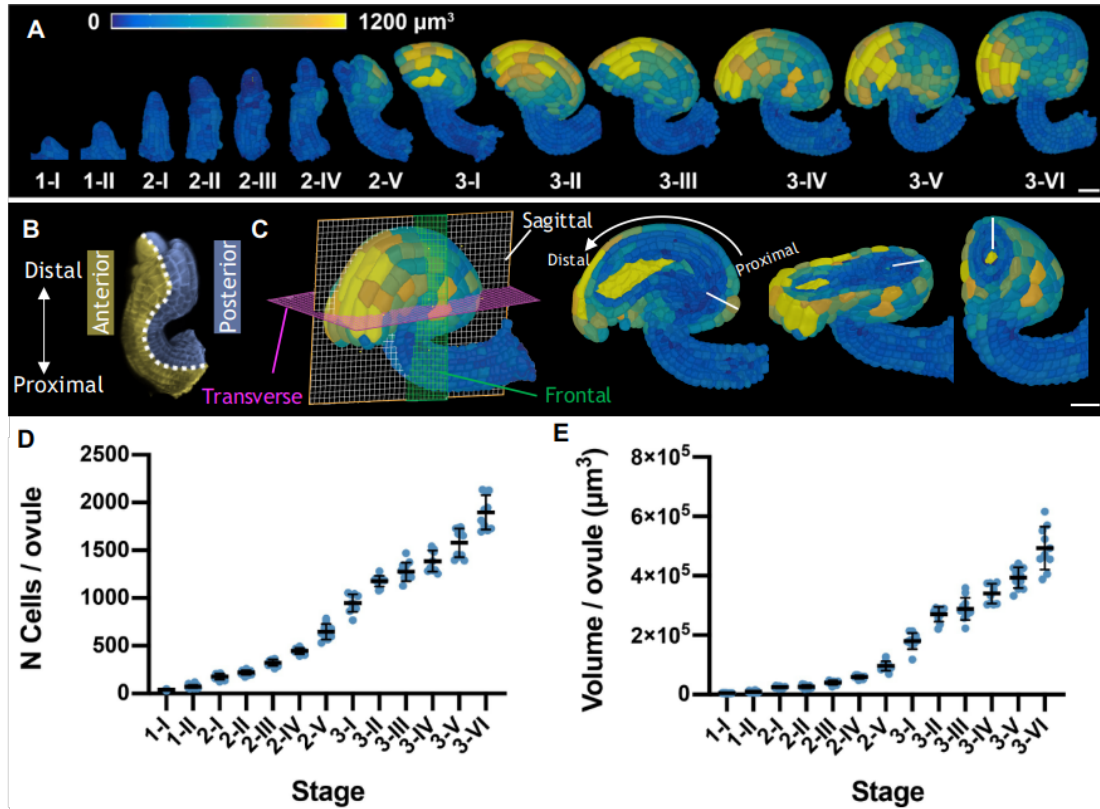 A
0 1200 µm³
1-I 1-II 2-I 2-II 2-III 2-IV 2-V 3-I 3-II 3-III 3-IV 3-V 3-VI
B
Distal
Anterior
Posterior
Proximal
C
Sagittal
Transverse
Frontal
Distal
Proximal
D
N Cells / ovule
2500
2000
1500
1000
500
0
1-I 1-II 2-I 2-II 2-III 2-IV 2-V 3-I 3-II 3-III 3-IV 3-V 3-VI
Stage
E
Volume / ovule (µm³)
8×10⁵
6×10⁵
4×10⁵
2×10⁵
0
1-I 1-II 2-I 2-II 2-III 2-IV 2-V 3-I 3-II 3-III 3-IV 3-V 3-VI
Stage